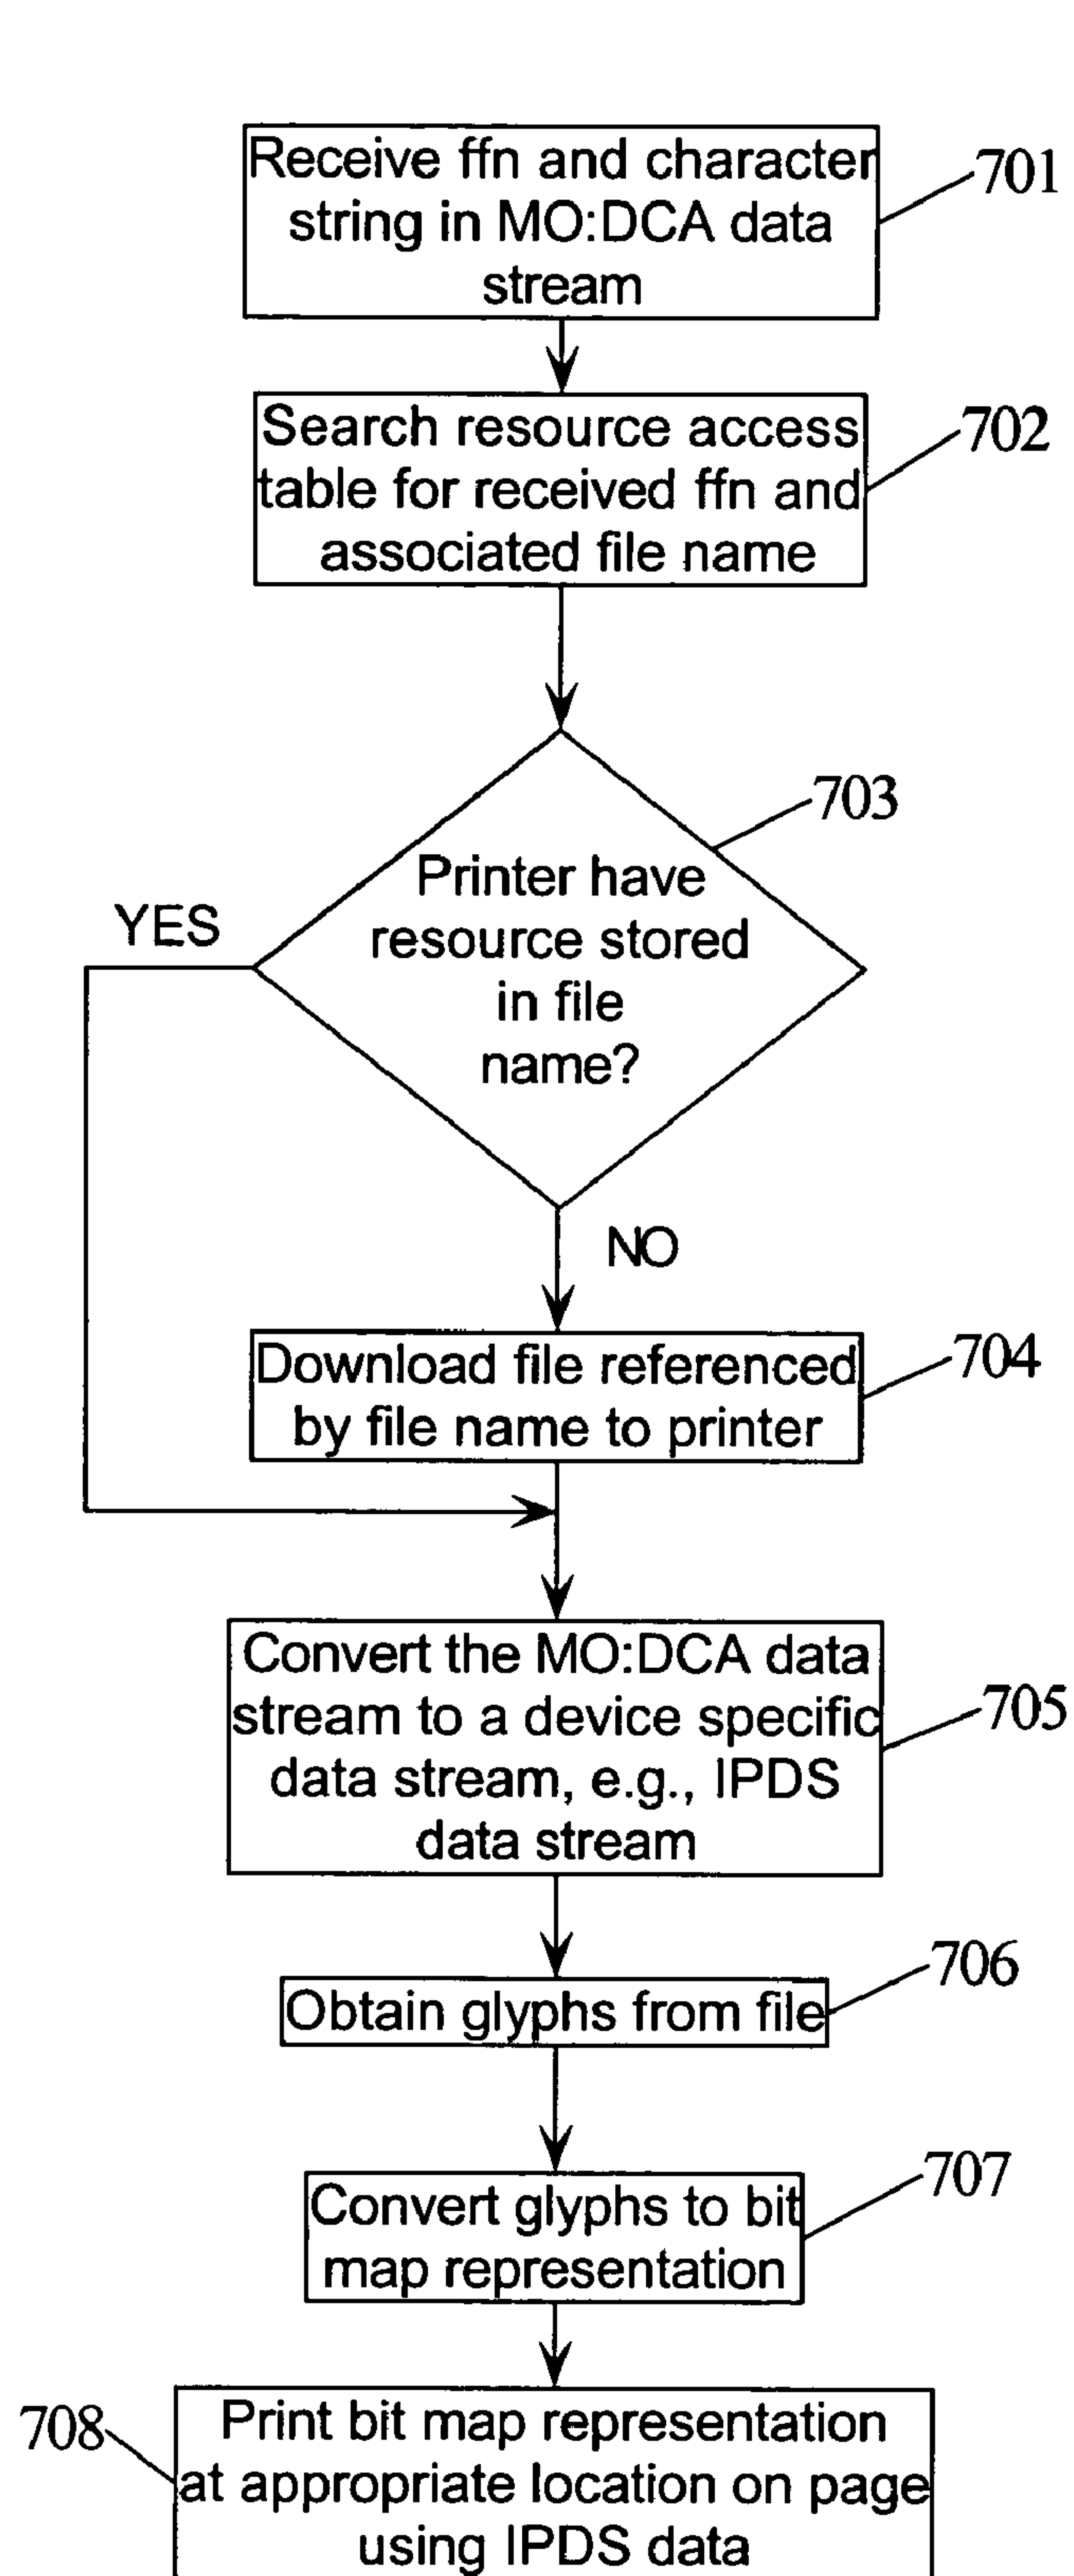 Receive ffn and character
string in MO:DCA data
stream
701
Search resource access
table for received ffn and
associated file name
702
703
Printer have
resource stored
in file
name?
YES
NO
Download file referenced
by file name to printer
704
Convert the MO:DCA data
stream to a device specific
data stream, e.g., IPDS
data stream
705
Obtain glyphs from file
706
Convert glyphs to bit
map representation
707
708
Print bit map representation
at appropriate location on page
using IPDS data